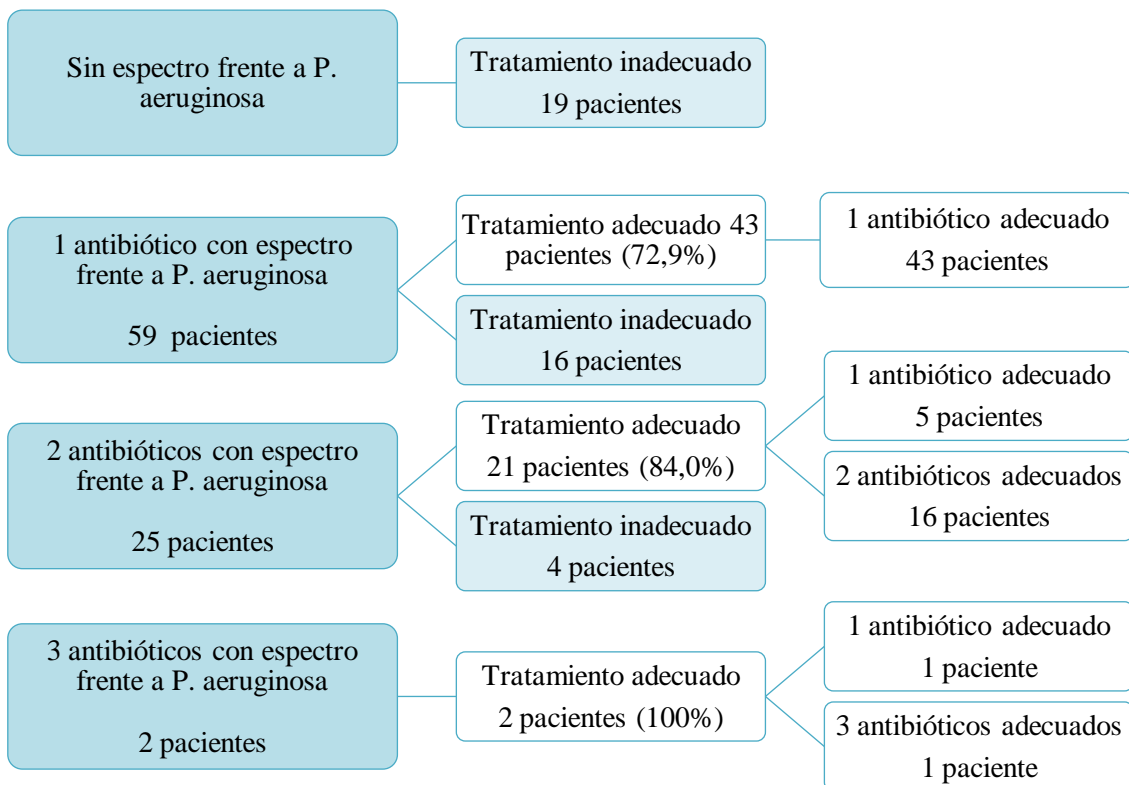 Sin espectro frente a P.
aeruginosa
Tratamiento inadecuado
19 pacientes
1 antibiótico con espectro
frente a P. aeruginosa
59 pacientes
Tratamiento adecuado 43
pacientes (72,9%)
1 antibiótico adecuado
43 pacientes
Tratamiento inadecuado
16 pacientes
2 antibióticos con espectro
frente a P. aeruginosa
25 pacientes
Tratamiento adecuado
21 pacientes (84,0%)
1 antibiótico adecuado
5 pacientes
2 antibióticos adecuados
16 pacientes
Tratamiento inadecuado
4 pacientes
3 antibióticos con espectro
frente a P. aeruginosa
2 pacientes
Tratamiento adecuado
2 pacientes (100%)
1 antibiótico adecuado
1 paciente
3 antibióticos adecuados
1 paciente